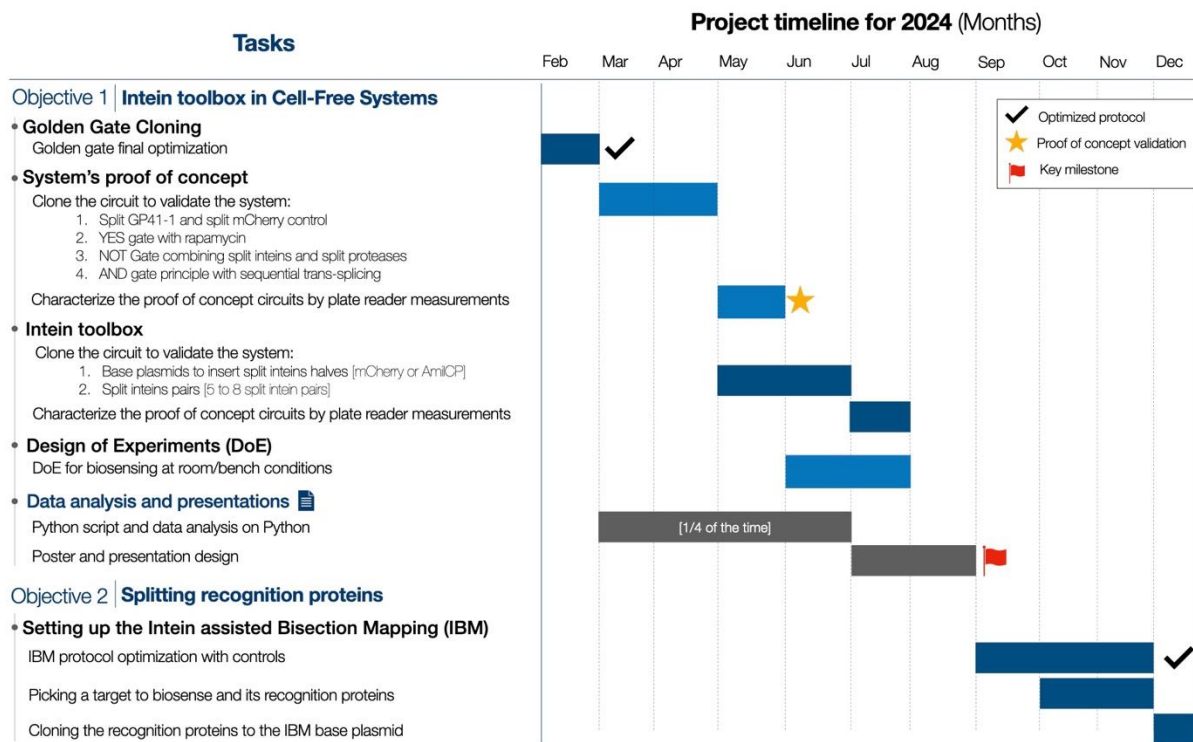 Project timeline for 2024 (Months)
Tasks
Feb Mar Apr May Jun Jul Aug Sep Oct Nov Dec
Objective 1 | Intein toolbox in Cell-Free Systems
Optimized protocol
Proof of concept validation
Key milestone
• Golden Gate Cloning
Golden gate final optimization
• System's proof of concept
Clone the circuit to validate the system:
1. Split GP41-1 and split mCherry control
2. YES gate with rapamycin
3. NOT Gate combining split inteins and split proteases
4. AND gate principle with sequential trans-splicing
Characterize the proof of concept circuits by plate reader measurements
• Intein toolbox
Clone the circuit to validate the system:
1. Base plasmids to insert split inteins halves [mCherry or AmilCP]
2. Split inteins pairs [5 to 8 split intein pairs]
Characterize the proof of concept circuits by plate reader measurements
• Design of Experiments (DoE)
DoE for biosensing at room/bench conditions
• Data analysis and presentations
Python script and data analysis on Python
[1/4 of the time]
Poster and presentation design
Objective 2 | Splitting recognition proteins
• Setting up the Intein assisted Bisection Mapping (IBM)
IBM protocol optimization with controls
Picking a target to biosense and its recognition proteins
Cloning the recognition proteins to the IBM base plasmid